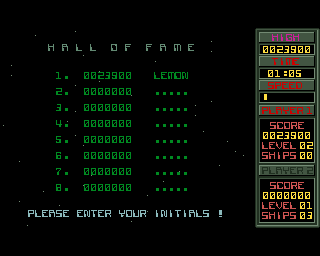 HALL OF FAME
1. 0023900 LEMON
2. 0000000 .....
3. 0000000 .....
4. 0000000 .....
5. 0000000 .....
6. 0000000 .....
7. 0000000 .....
8. 0000000 .....
PLEASE ENTER YOUR INITIALS !
HIGH
0023900
TIME
01:05
SPEED
PLAYER 1
SCORE
0023900
LEVEL 02
SHIPS 00
PLAYER 2
SCORE
0000000
LEVEL 01
SHIPS 03